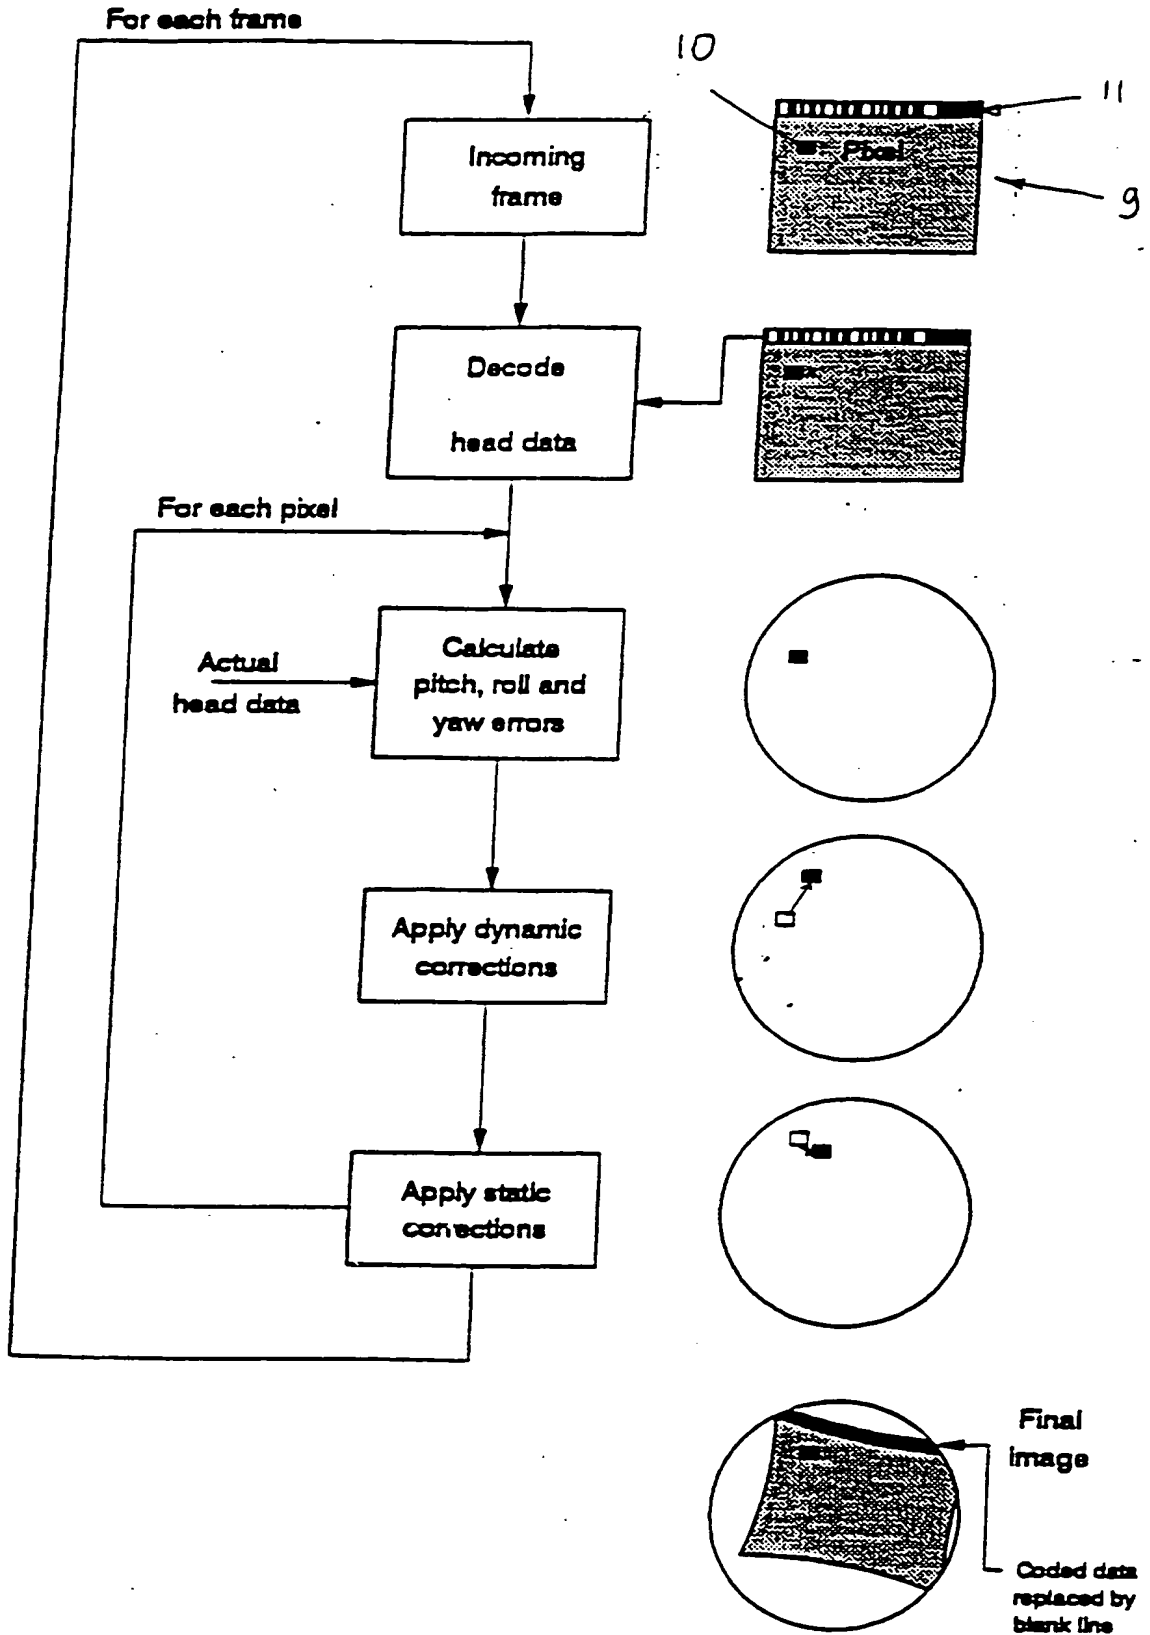 For each frame
10
11
Incoming
frame
Pixel
9
Decode
head data
For each pixel
Calculate
pitch, roll and
yaw errors
Actual
head data
Apply dynamic
corrections
Apply static
corrections
Final
image
Coded data
replaced by
blank line